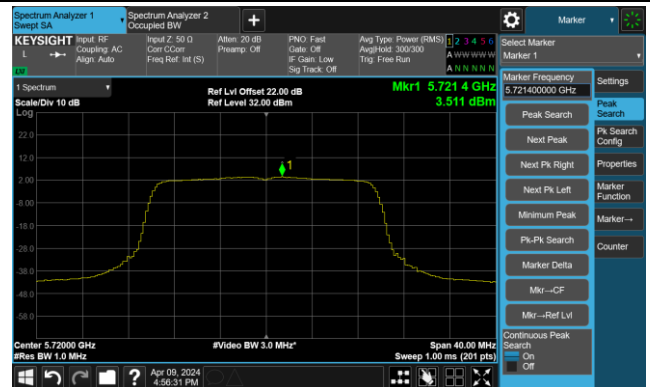 Spectrum Analyzer 1
Swept SA
Spectrum Analyzer 2
Occupied BW
Marker
KEYSIGHT
L
Input: RF
Coupling: AC
Align: Auto
Input Z: 50 Ω
Corr CCorr
Freq Ref: Int (S)
Atten: 20 dB
Preamp: Off
PNO: Fast
Gate: Off
IF Gain: Low
Sig Track: Off
Avg Type: Power (RMS)
Avg|Hold: 300/300
Trig: Free Run
1 2 3 4 5 6
A W W W W W
A N N N N N
LW
Select Marker
Marker 1
1 Spectrum
Scale/Div 10 dB
Ref Lvl Offset 22.00 dB
Ref Level 32.00 dBm
Mkr1 5.721 4 GHz
3.511 dBm
Log
22.0
12.0
2.00
-8.00
-18.0
-28.0
-38.0
-48.0
-58.0
1
Center 5.72000 GHz
#Res BW 1.0 MHz
#Video BW 3.0 MHz*
Span 40.00 MHz
Sweep 1.00 ms (201 pts)
Marker Frequency
5.721400000 GHz
Peak Search
Next Peak
Next Pk Right
Next Pk Left
Minimum Peak
Pk-Pk Search
Marker Delta
Mkr→CF
Mkr→Ref Lvl
Continuous Peak
Search
On
Off
Settings
Peak
Search
Pk Search
Config
Properties
Marker
Function
Marker→
Counter
?
Apr 09, 2024
4:56:31 PM